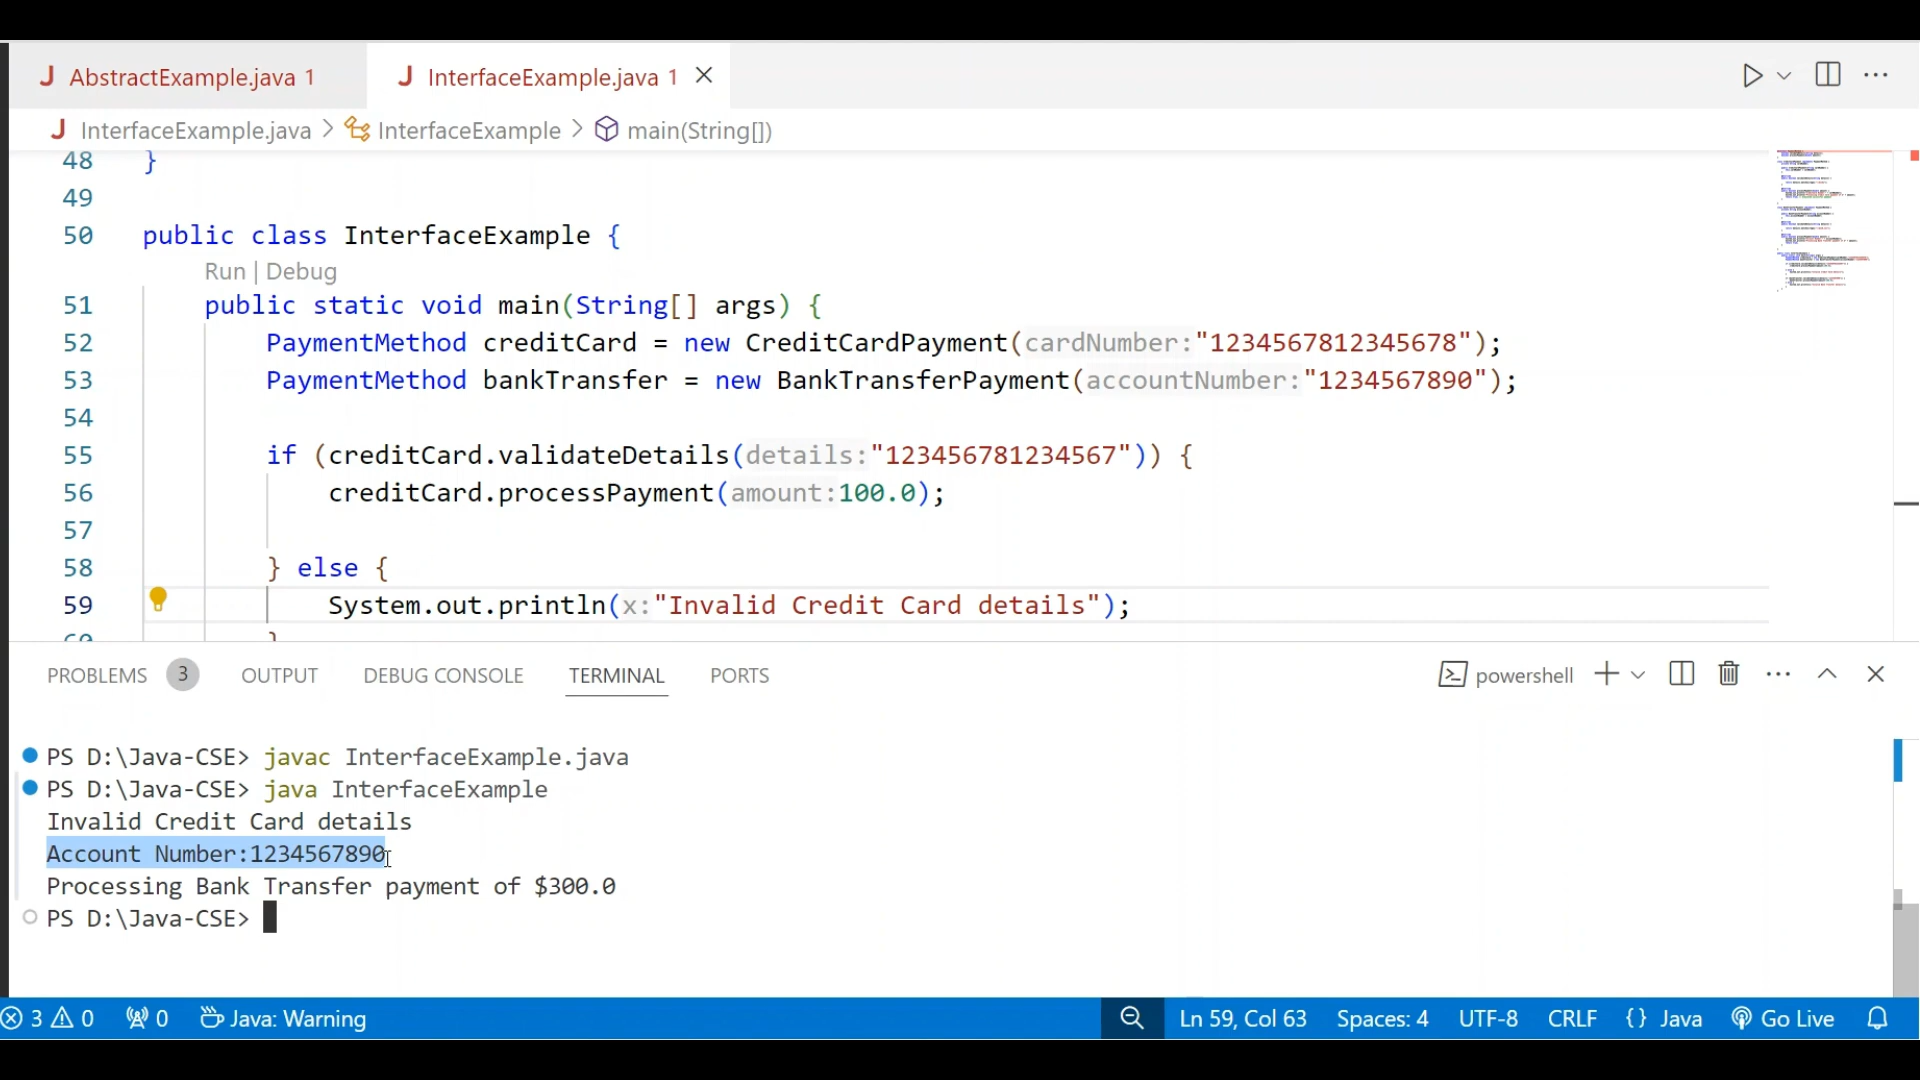 J AbstractExample.java 1 J InterfaceExample.java 1
J InterfaceExample.java > InterfaceExample > main(String[])
48 }
49
50 public class InterfaceExample {
Run | Debug
51 public static void main(String[] args) {
52 PaymentMethod creditCard = new CreditCardPayment(cardNumber:"1234567812345678");
53 PaymentMethod bankTransfer = new BankTransferPayment(accountNumber:"1234567890");
54
55 if (creditCard.validateDetails(details:"123456781234567")) {
56 creditCard.processPayment(amount:100.0);
57
58 } else {
59 System.out.println(x:"Invalid Credit Card details");
60 }
PROBLEMS 3 OUTPUT DEBUG CONSOLE TERMINAL PORTS powershell
PS D:\Java-CSE> javac InterfaceExample.java
PS D:\Java-CSE> java InterfaceExample
Invalid Credit Card details
Account Number:1234567890
Processing Bank Transfer payment of $300.0
PS D:\Java-CSE>
3 0 0 Java: Warning Ln 59, Col 63 Spaces: 4 UTF-8 CRLF {} Java Go Live